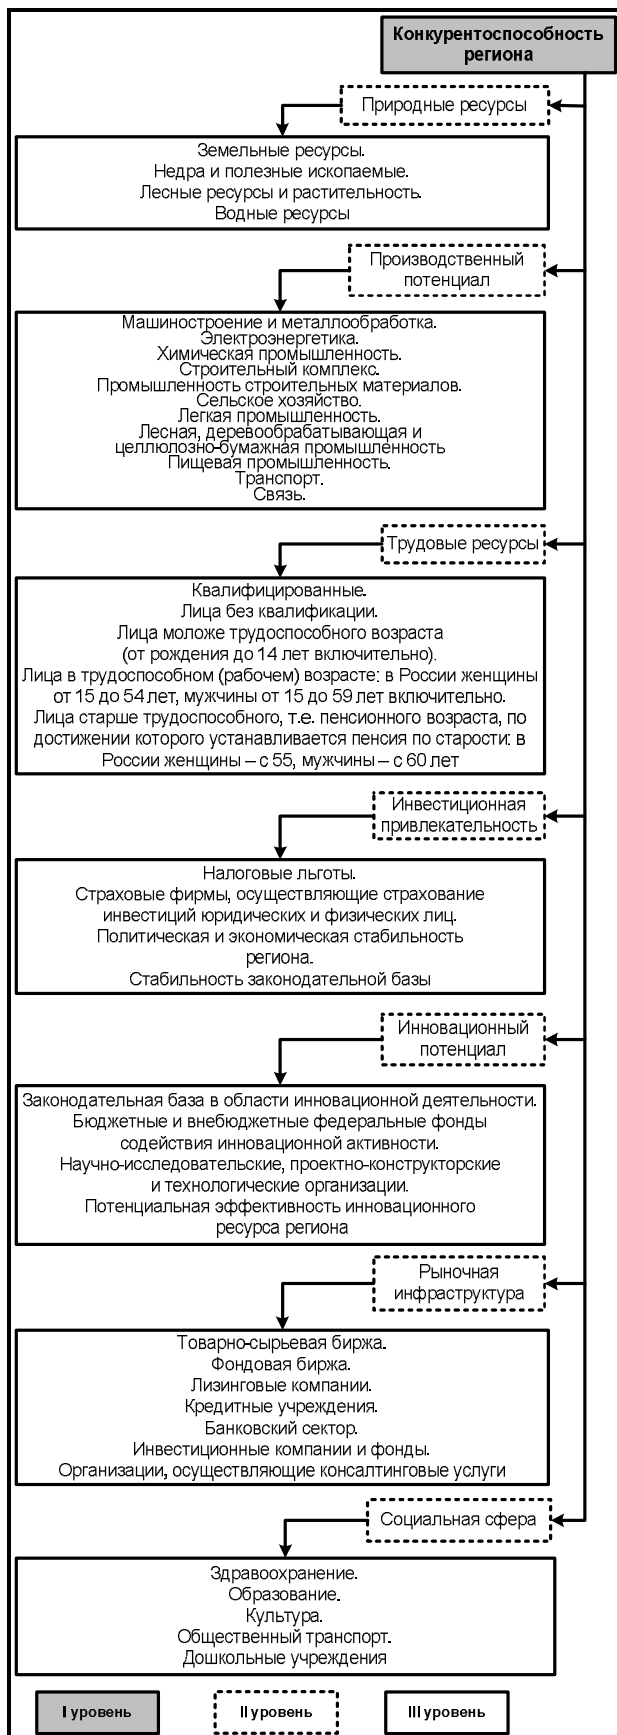 Конкурентоспособность
региона
Природные ресурсы
Земельные ресурсы.
Недра и полезные ископаемые.
Лесные ресурсы и растительность.
Водные ресурсы
Производственный
потенциал
Машиностроение и металлообработка.
Электроэнергетика.
Химическая промышленность.
Строительный комплекс.
Промышленность строительных материалов.
Сельское хозяйство.
Легкая промышленность.
Лесная, деревообрабатывающая и
целлюлозно-бумажная промышленность
Пищевая промышленность.
Транспорт.
Связь.
Трудовые ресурсы
Квалифицированные.
Лица без квалификации.
Лица моложе трудоспособного возраста
(от рождения до 14 лет включительно).
Лица в трудоспособном (рабочем) возрасте: в России женщины
от 15 до 54 лет, мужчины от 15 до 59 лет включительно.
Лица старше трудоспособного, т.е. пенсионного возраста, по
достижении которого устанавливается пенсия по старости: в
России женщины – с 55, мужчины – с 60 лет
Инвестиционная
привлекательность
Налоговые льготы.
Страховые фирмы, осуществляющие страхование
инвестиций юридических и физических лиц.
Политическая и экономическая стабильность
региона.
Стабильность законодательной базы
Инновационный
потенциал
Законодательная база в области инновационной деятельности.
Бюджетные и внебюджетные федеральные фонды
содействия инновационной активности.
Научно-исследовательские, проектно-конструкторские
и технологические организации.
Потенциальная эффективность инновационного
ресурса региона
Рыночная
инфраструктура
Товарно-сырьевая биржа.
Фондовая биржа.
Лизинговые компании.
Кредитные учреждения.
Банковский сектор.
Инвестиционные компании и фонды.
Организации, осуществляющие консалтинговые услуги
Социальная сфера
Здравоохранение.
Образование.
Культура.
Общественный транспорт.
Дошкольные учреждения
I уровень
II уровень
III уровень